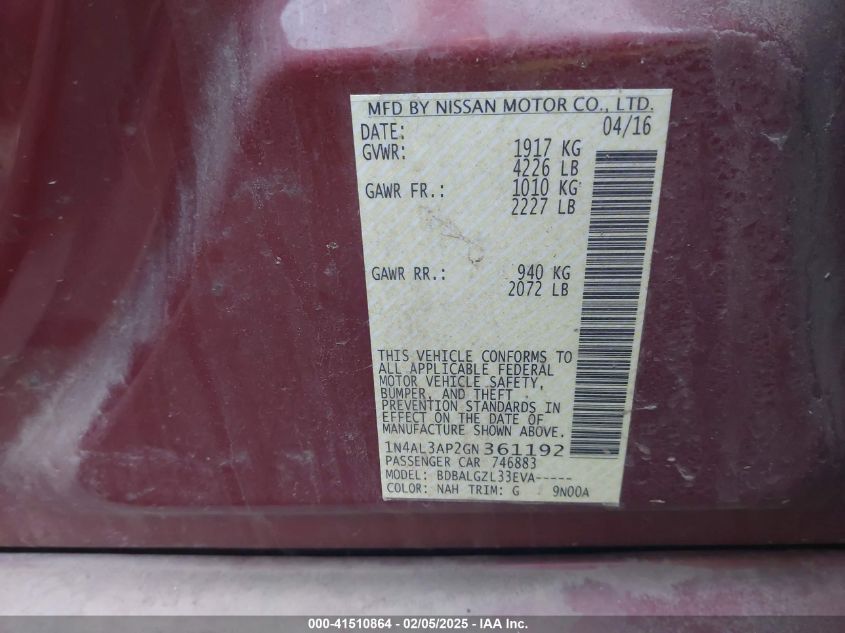 MFD BY NISSAN MOTOR CO., LTD.
DATE: 04/16
GVWR: 1917 KG
4226 LB
GAWR FR.: 1010 KG
2227 LB
GAWR RR.: 940 KG
2072 LB
THIS VEHICLE CONFORMS TO
ALL APPLICABLE FEDERAL
MOTOR VEHICLE SAFETY,
BUMPER, AND THEFT
PREVENTION STANDARDS IN
EFFECT ON THE DATE OF
MANUFACTURE SHOWN ABOVE.
1N4AL3AP2GN361192
PASSENGER CAR 746883
MODEL: BDBALGZL33EVA-----
COLOR: NAH TRIM: G 9N00A
000-41510864 - 02/05/2025 - IAA Inc.